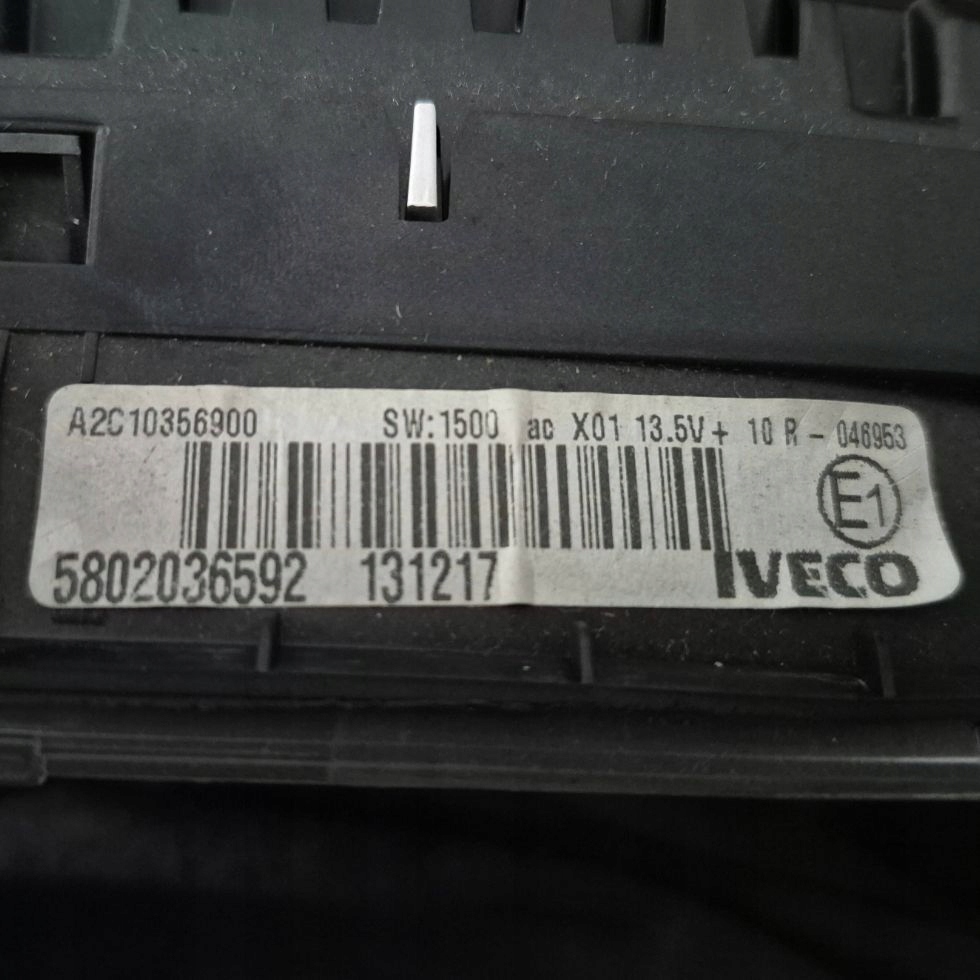 A2C10356900 SW:1500 ac X01 13.5V+ 10 R - 046953
E1
5802036592 131217 IVECO